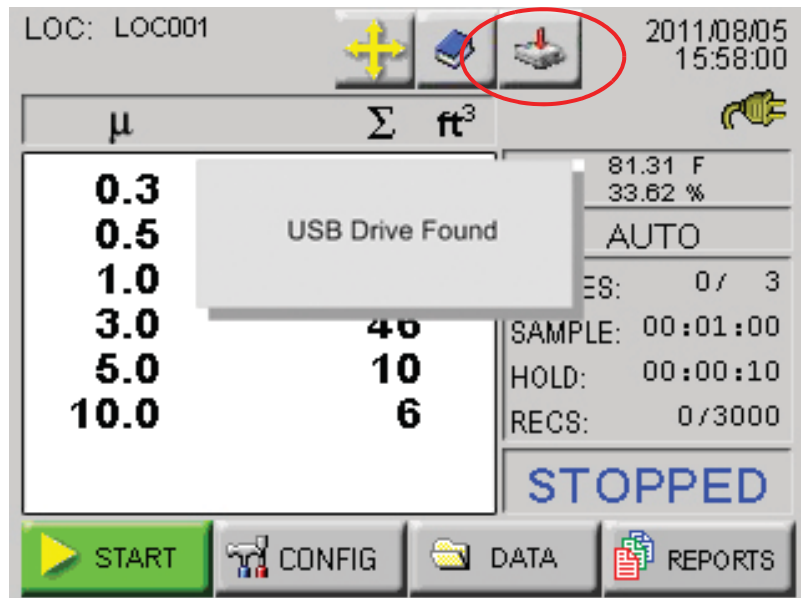 LOC: LOC001
2011/08/05
15:58:00
µ Σ ft³
81.31 F
33.62 %
0.3
0.5
1.0
3.0 46
5.0 10
10.0 6
USB Drive Found
AUTO
ES: 0/ 3
SAMPLE: 00:01:00
HOLD: 00:00:10
RECS: 0/3000
STOPPED
START
CONFIG
DATA
REPORTS